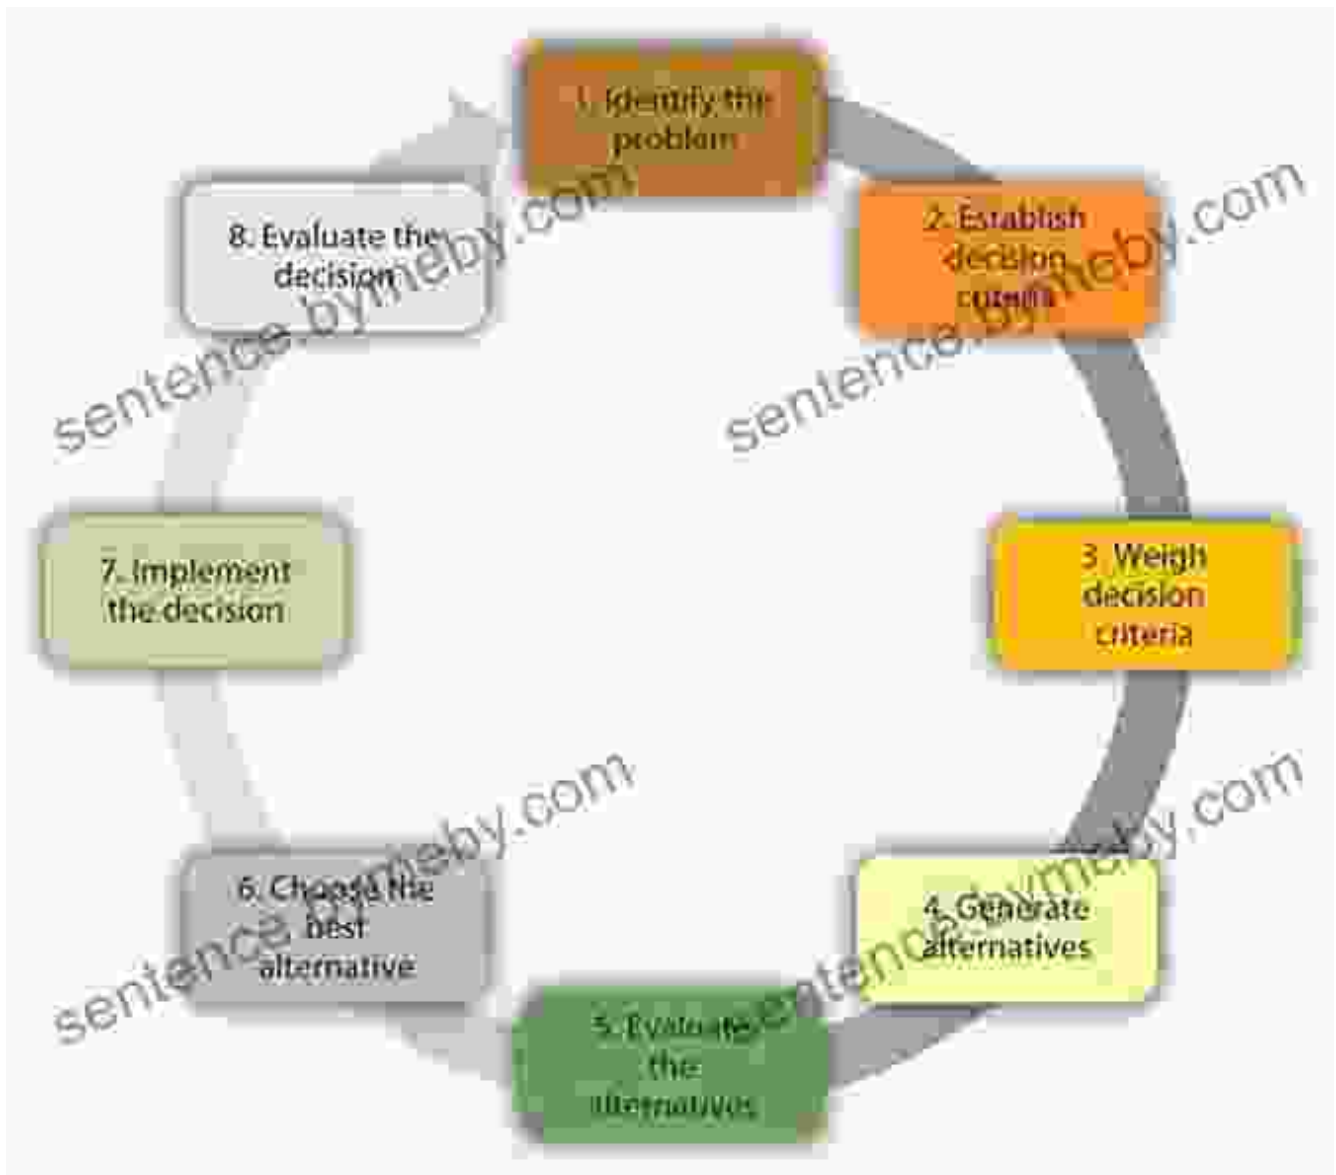 1. Identify the
problem
2. Establish
decision
criteria
3. Weigh
decision
criteria
4. Generate
alternatives
5. Evaluate
the
alternatives
6. Choose the
best
alternative
7. Implement
the decision
8. Evaluate the
decision
sentence.bymeby.com
sentence.bymeby.com
sentence.bymeby.com
sentence.bymeby.com